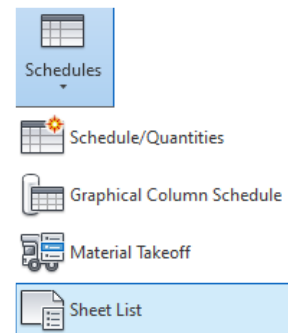 Schedules
Schedule/Quantities
Graphical Column Schedule
Material Takeoff
Sheet List